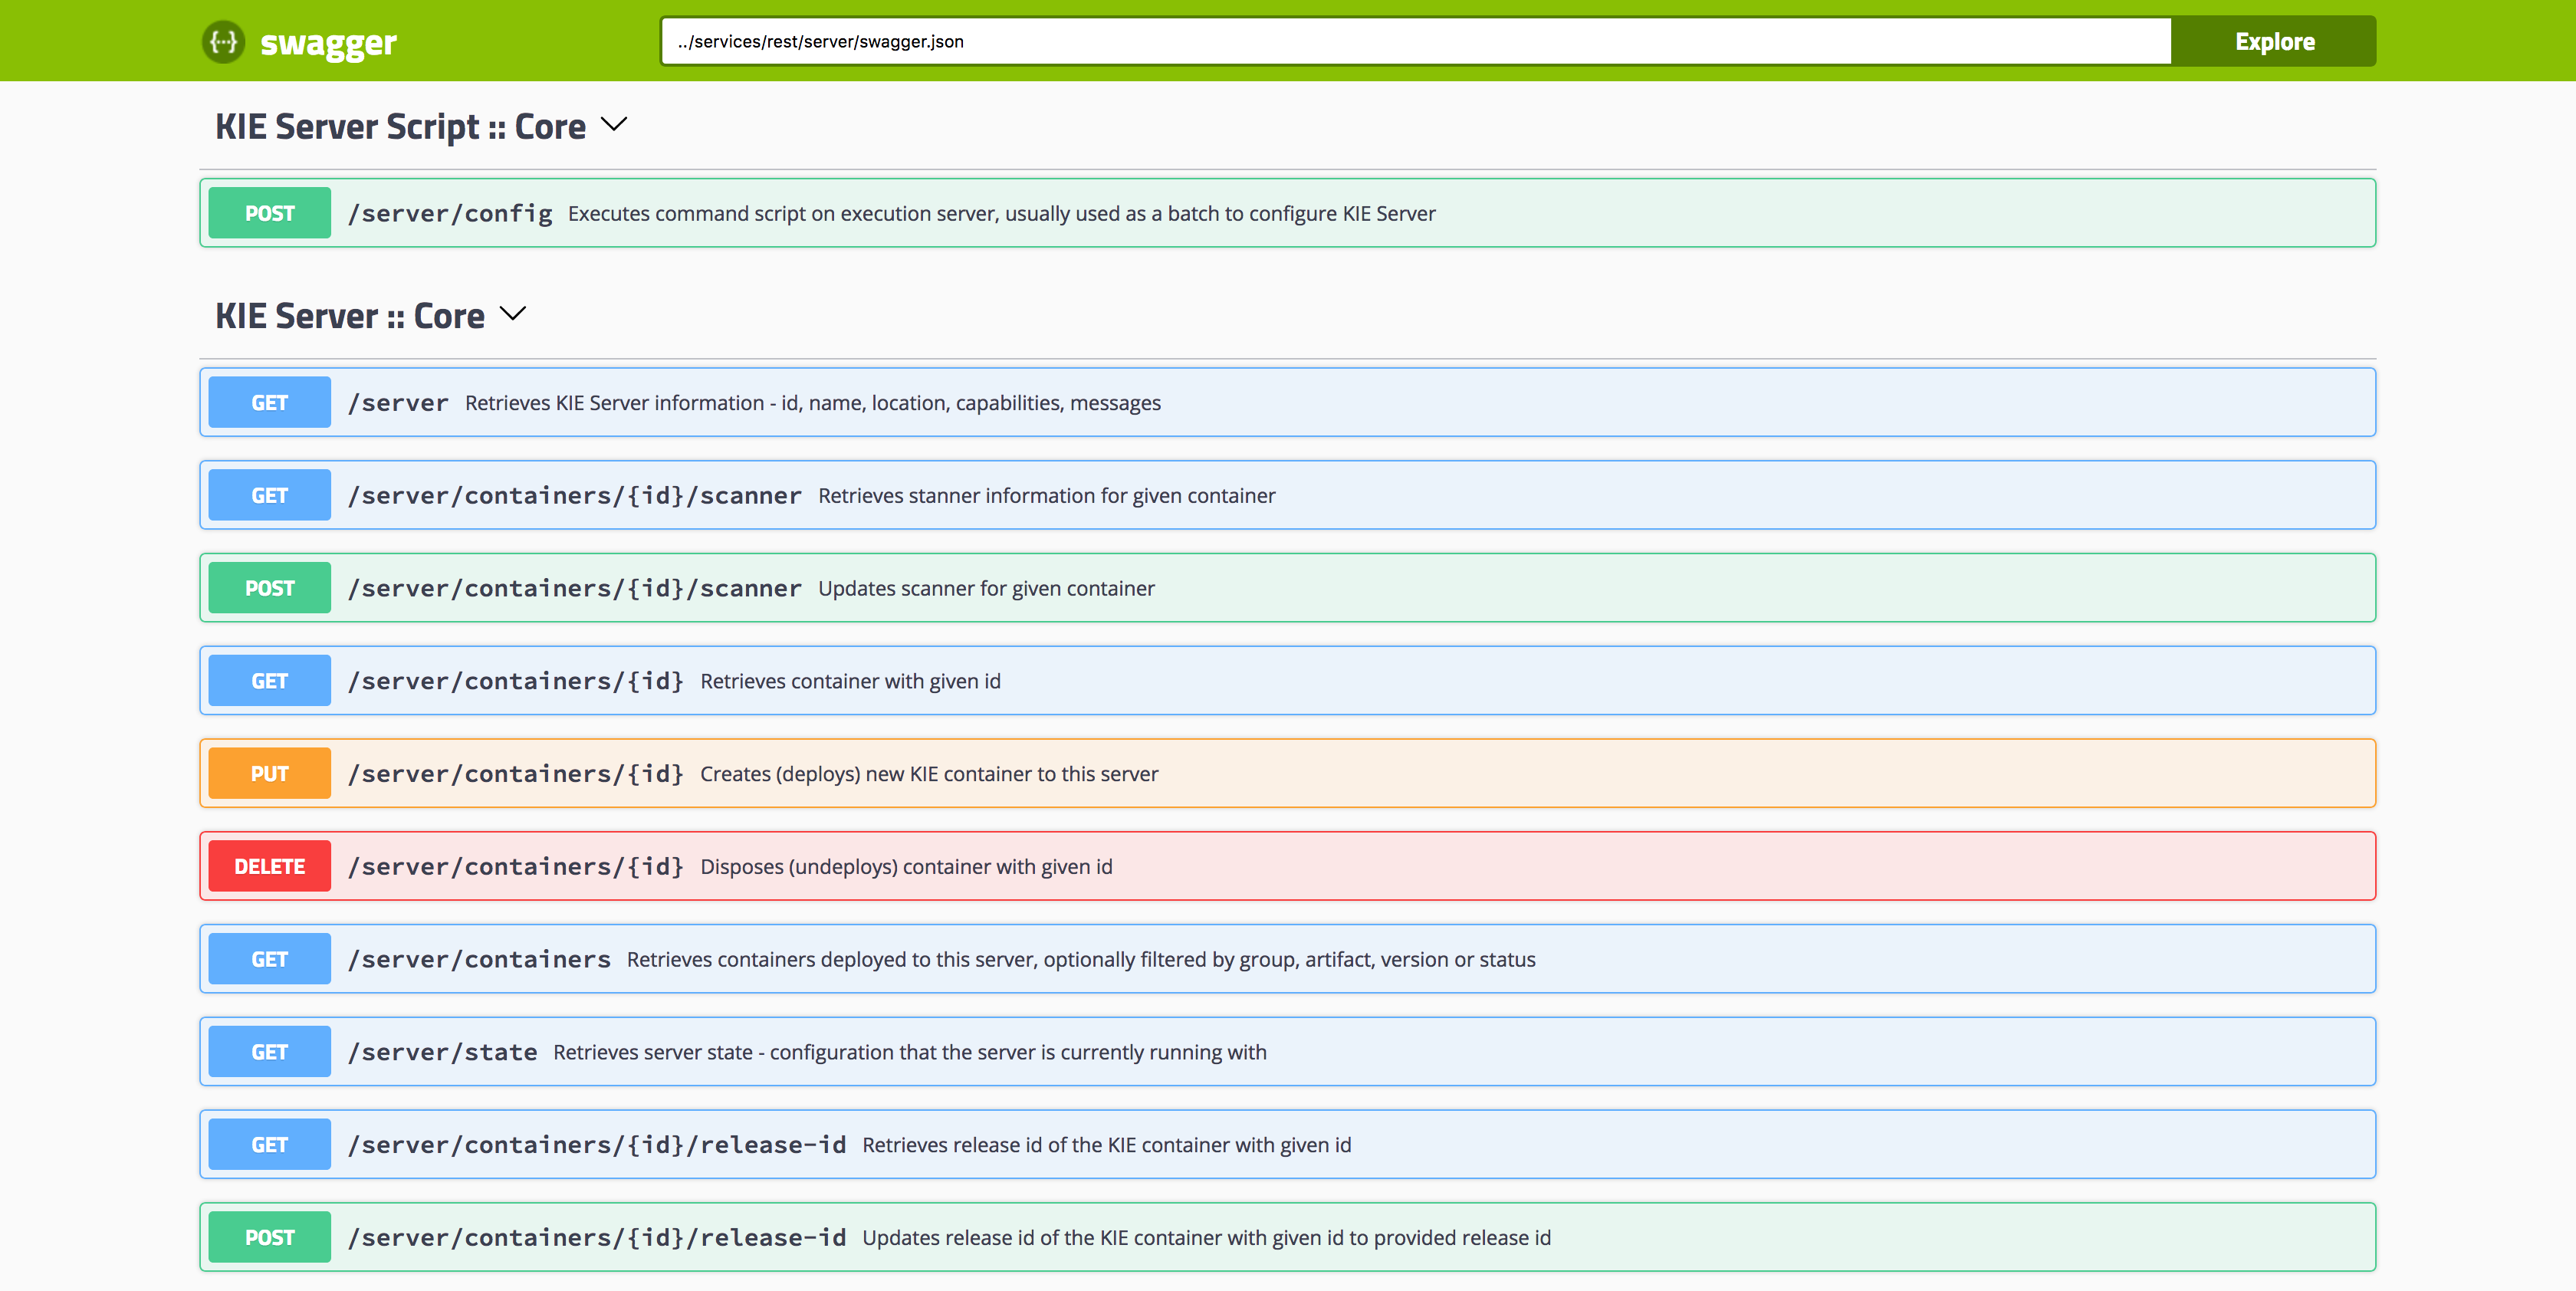 {···} swagger ../services/rest/server/swagger.json Explore
KIE Server Script :: Core
POST /server/config Executes command script on execution server, usually used as a batch to configure KIE Server
KIE Server :: Core
GET /server Retrieves KIE Server information - id, name, location, capabilities, messages
GET /server/containers/{id}/scanner Retrieves stanner information for given container
POST /server/containers/{id}/scanner Updates scanner for given container
GET /server/containers/{id} Retrieves container with given id
PUT /server/containers/{id} Creates (deploys) new KIE container to this server
DELETE /server/containers/{id} Disposes (undeploys) container with given id
GET /server/containers Retrieves containers deployed to this server, optionally filtered by group, artifact, version or status
GET /server/state Retrieves server state - configuration that the server is currently running with
GET /server/containers/{id}/release-id Retrieves release id of the KIE container with given id
POST /server/containers/{id}/release-id Updates release id of the KIE container with given id to provided release id